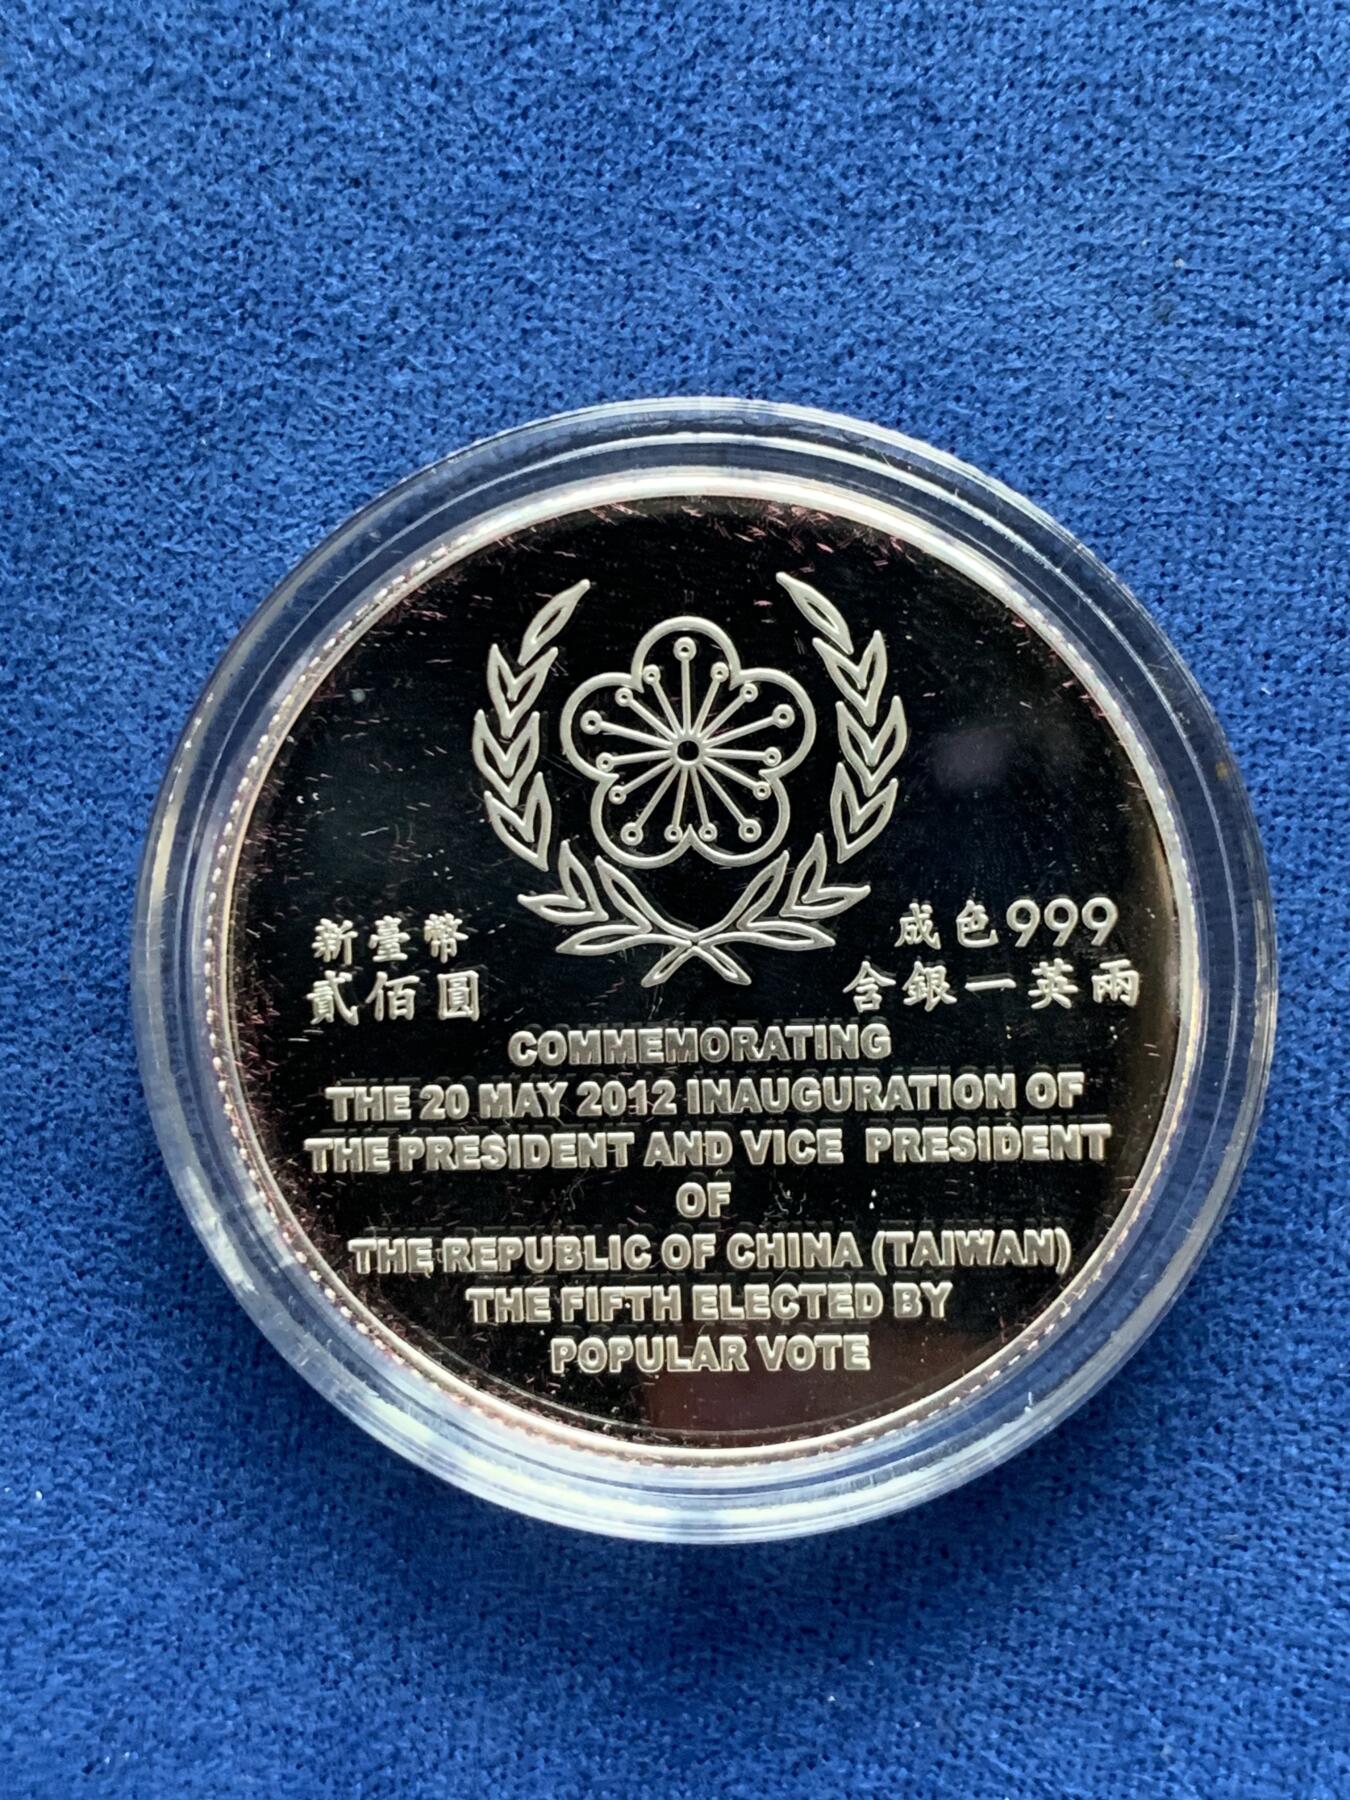 新臺幣
貳佰圓
成色999
含銀一英兩
COMMEMORATING
THE 20 MAY 2012 INAUGURATION OF
THE PRESIDENT AND VICE PRESIDENT
OF
THE REPUBLIC OF CHINA (TAIWAN)
THE FIFTH ELECTED BY
POPULAR VOTE